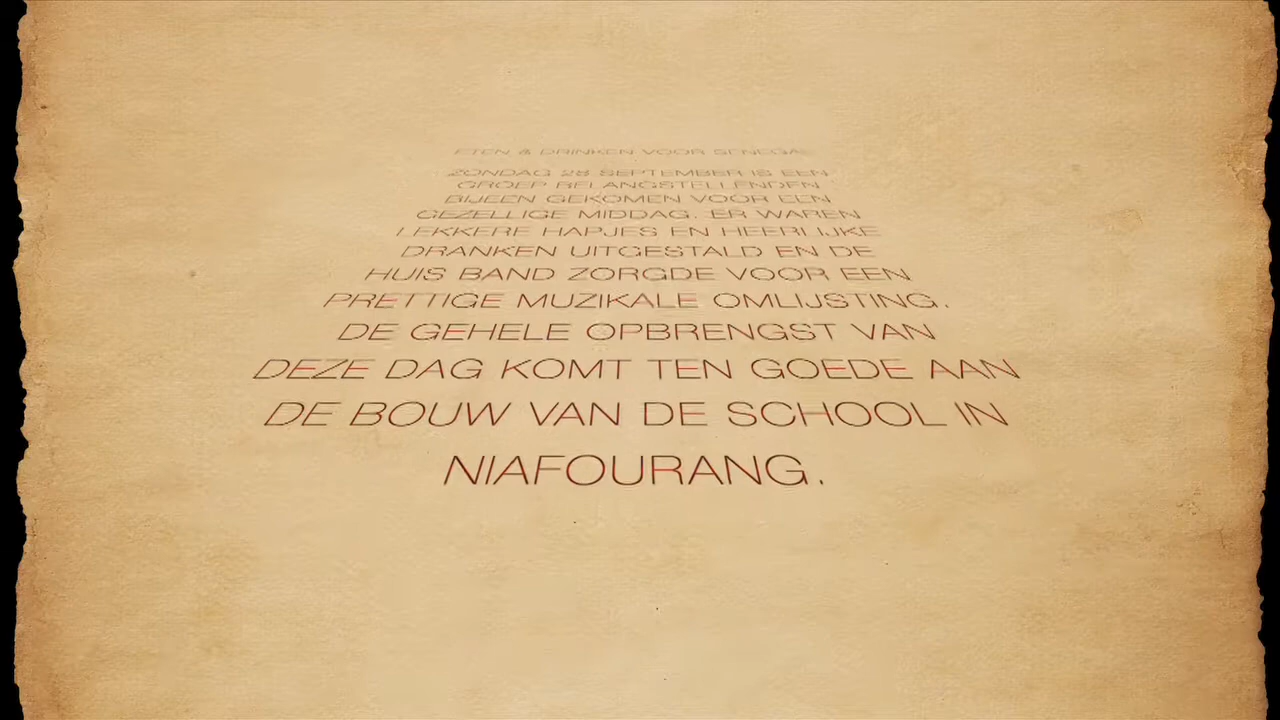 ETEN & DRINKEN VOOR SENEGAL
ZONDAG 28 SEPTEMBER IS EEN
GROEP BELANGSTELLENDEN
BIJEEN GEKOMEN VOOR EEN
GEZELLIGE MIDDAG. ER WAREN
LEKKERE HAPJES EN HEERLIJKE
DRANKEN UITGESTALD EN DE
HUIS BAND ZORGDE VOOR EEN
PRETTIGE MUZIKALE OMLIJSTING.
DE GEHELE OPBRENGST VAN
DEZE DAG KOMT TEN GOEDE AAN
DE BOUW VAN DE SCHOOL IN
NIAFOURANG.